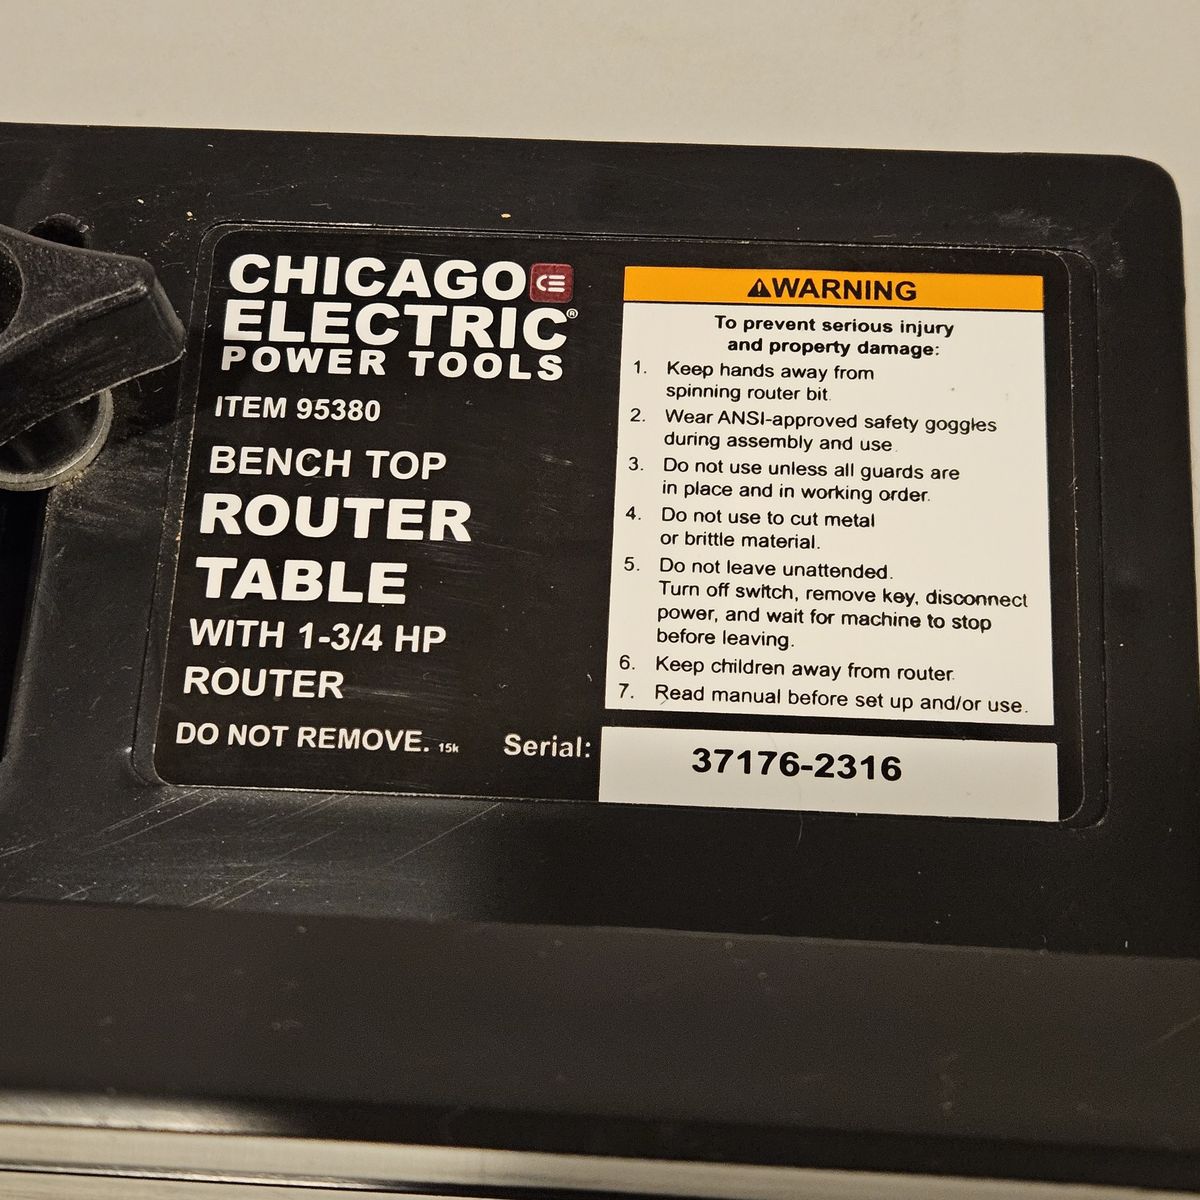 CHICAGO
ELECTRIC®
POWER TOOLS
ITEM 95380
BENCH TOP
ROUTER
TABLE
WITH 1-3/4 HP
ROUTER
DO NOT REMOVE. 15k
⚠WARNING
To prevent serious injury
and property damage:
1. Keep hands away from
spinning router bit.
2. Wear ANSI-approved safety goggles
during assembly and use.
3. Do not use unless all guards are
in place and in working order.
4. Do not use to cut metal
or brittle material.
5. Do not leave unattended.
Turn off switch, remove key, disconnect
power, and wait for machine to stop
before leaving.
6. Keep children away from router.
7. Read manual before set up and/or use.
Serial: 37176-2316